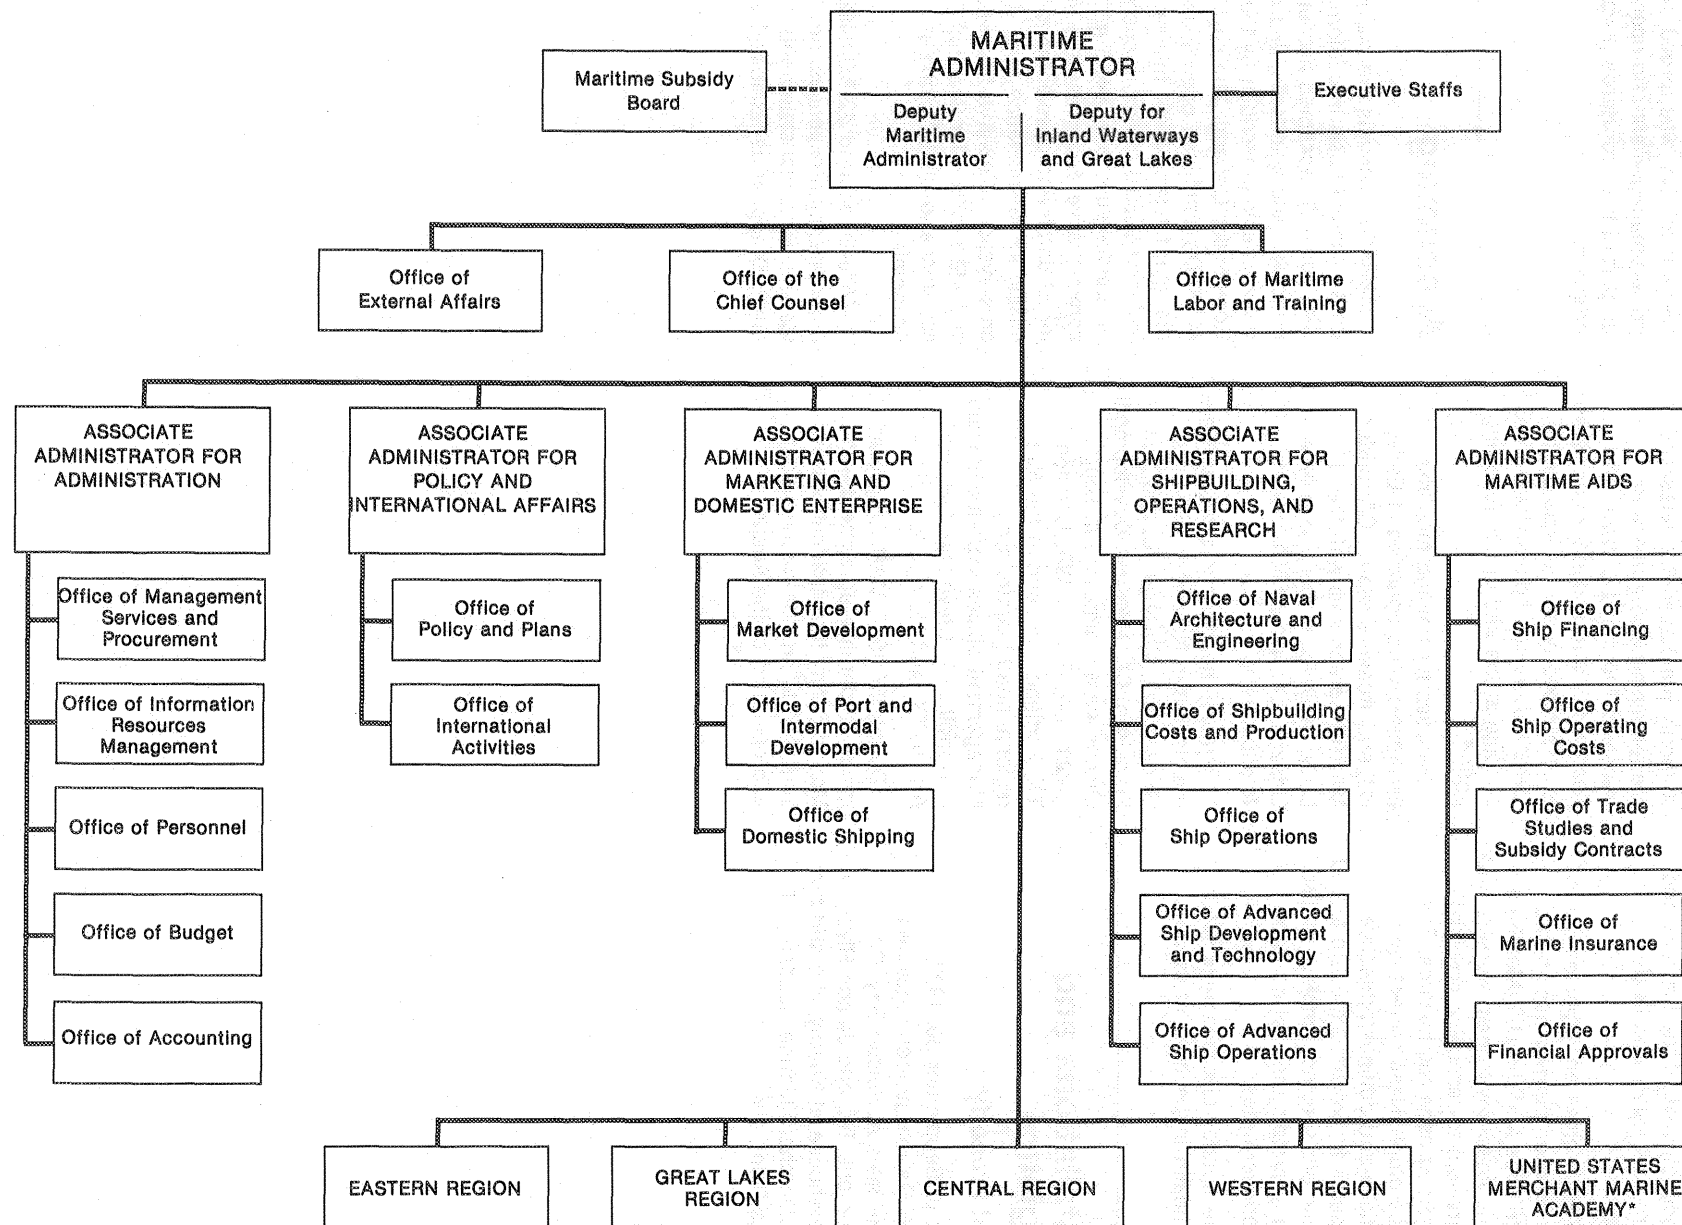 MARITIME
ADMINISTRATOR
Maritime Subsidy
Board
Executive Staffs
Deputy
Maritime
Administrator
Deputy for
Inland Waterways
and Great Lakes
Office of
External Affairs
Office of the
Chief Counsel
Office of Maritime
Labor and Training
ASSOCIATE
ADMINISTRATOR FOR
ADMINISTRATION
ASSOCIATE
ADMINISTRATOR FOR
POLICY AND
INTERNATIONAL AFFAIRS
ASSOCIATE
ADMINISTRATOR FOR
MARKETING AND
DOMESTIC ENTERPRISE
ASSOCIATE
ADMINISTRATOR FOR
SHIPBUILDING,
OPERATIONS, AND
RESEARCH
ASSOCIATE
ADMINISTRATOR FOR
MARITIME AIDS
Office of Management
Services and
Procurement
Office of Information
Resources
Management
Office of Personnel
Office of Budget
Office of Accounting
Office of
Policy and Plans
Office of
International
Activities
Office of
Market Development
Office of Port and
Intermodal
Development
Office of
Domestic Shipping
Office of Naval
Architecture and
Engineering
Office of Shipbuilding
Costs and Production
Office of
Ship Operations
Office of Advanced
Ship Development
and Technology
Office of Advanced
Ship Operations
Office of
Ship Financing
Office of
Ship Operating
Costs
Office of Trade
Studies and
Subsidy Contracts
Office of
Marine Insurance
Office of
Financial Approvals
EASTERN REGION
GREAT LAKES
REGION
CENTRAL REGION
WESTERN REGION
UNITED STATES
MERCHANT MARINE
ACADEMY*